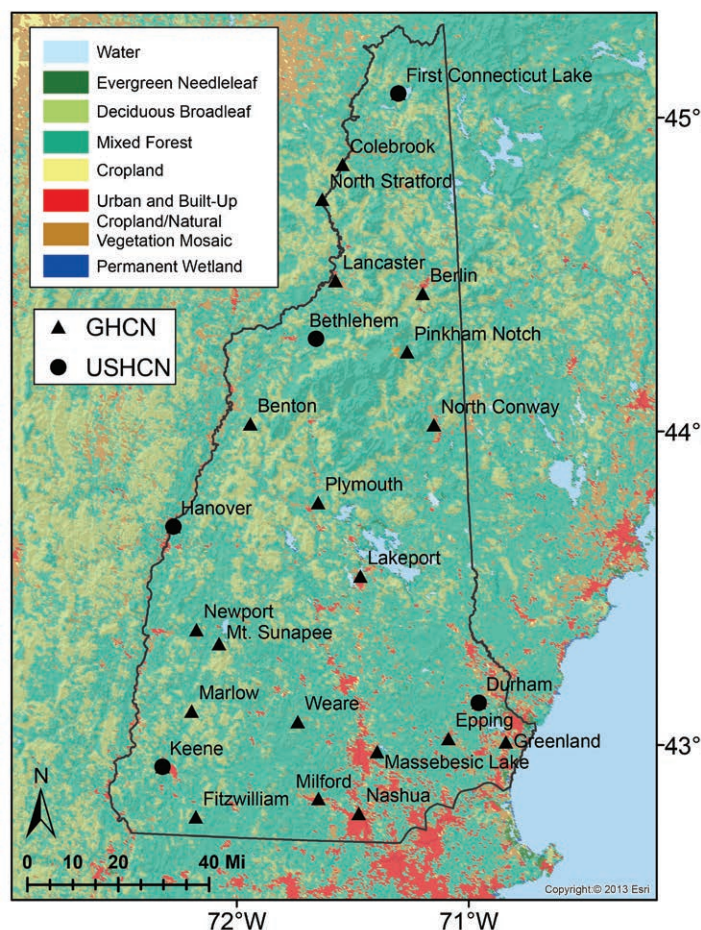 Water
Evergreen Needleleaf
Deciduous Broadleaf
Mixed Forest
Cropland
Urban and Built-Up
Cropland/Natural
Vegetation Mosaic
Permanent Wetland
GHCN
USHCN
First Connecticut Lake
45°N
Colebrook
North Stratford
Lancaster
Berlin
Bethlehem
Pinkham Notch
Benton
North Conway
44°N
Plymouth
Hanover
Lakeport
Newport
Mt. Sunapee
Marlow
Weare
Durham
Epping
Greenland
43°N
Keene
Massebesic Lake
Milford
Fitzwilliam
Nashua
N
0 10 20 40 Mi
Copyright:© 2013 Esri
72°W
71°W